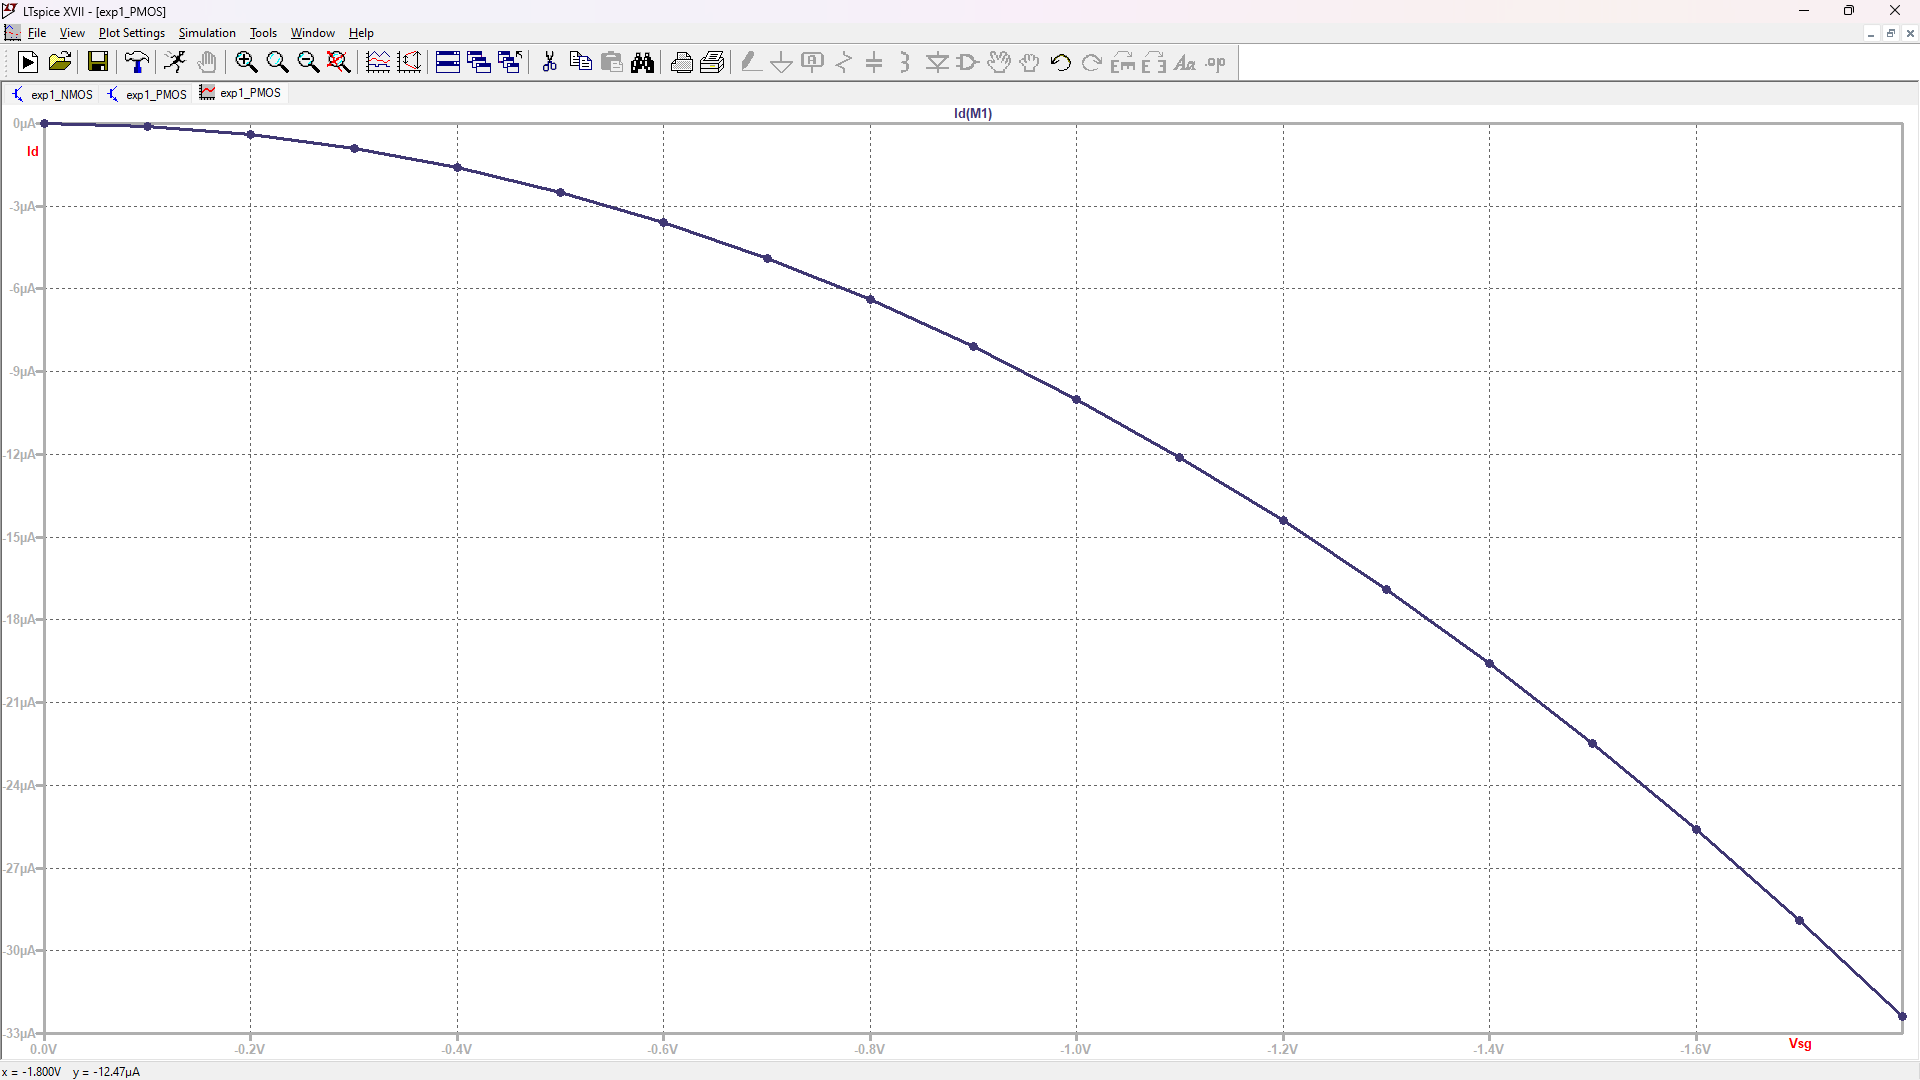 LTspice XVII - [exp1_PMOS]
File View Plot Settings Simulation Tools Window Help
Aa .op
exp1_NMOS exp1_PMOS exp1_PMOS
Id(M1)
0µA
Id
-3µA
-6µA
-9µA
-12µA
-15µA
-18µA
-21µA
-24µA
-27µA
-30µA
-33µA
0.0V -0.2V -0.4V -0.6V -0.8V -1.0V -1.2V -1.4V -1.6V Vsg
x = -1.800V y = -12.47µA